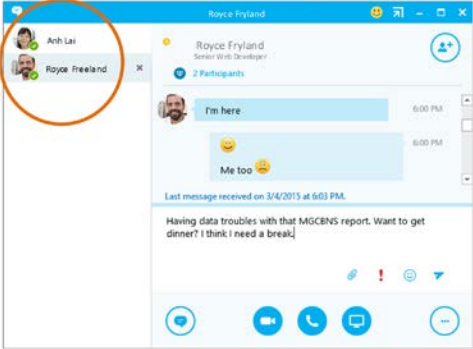 Royce Fryland
Anh Lai
Royce Freeland
Royce Fryland
Senior Web Developer
2 Participants
I'm here
6:00 PM
6:00 PM
Me too
Last message received on 3/4/2015 at 6:03 PM.
Having data troubles with that MGCBNS report. Want to get
dinner? I think I need a break.